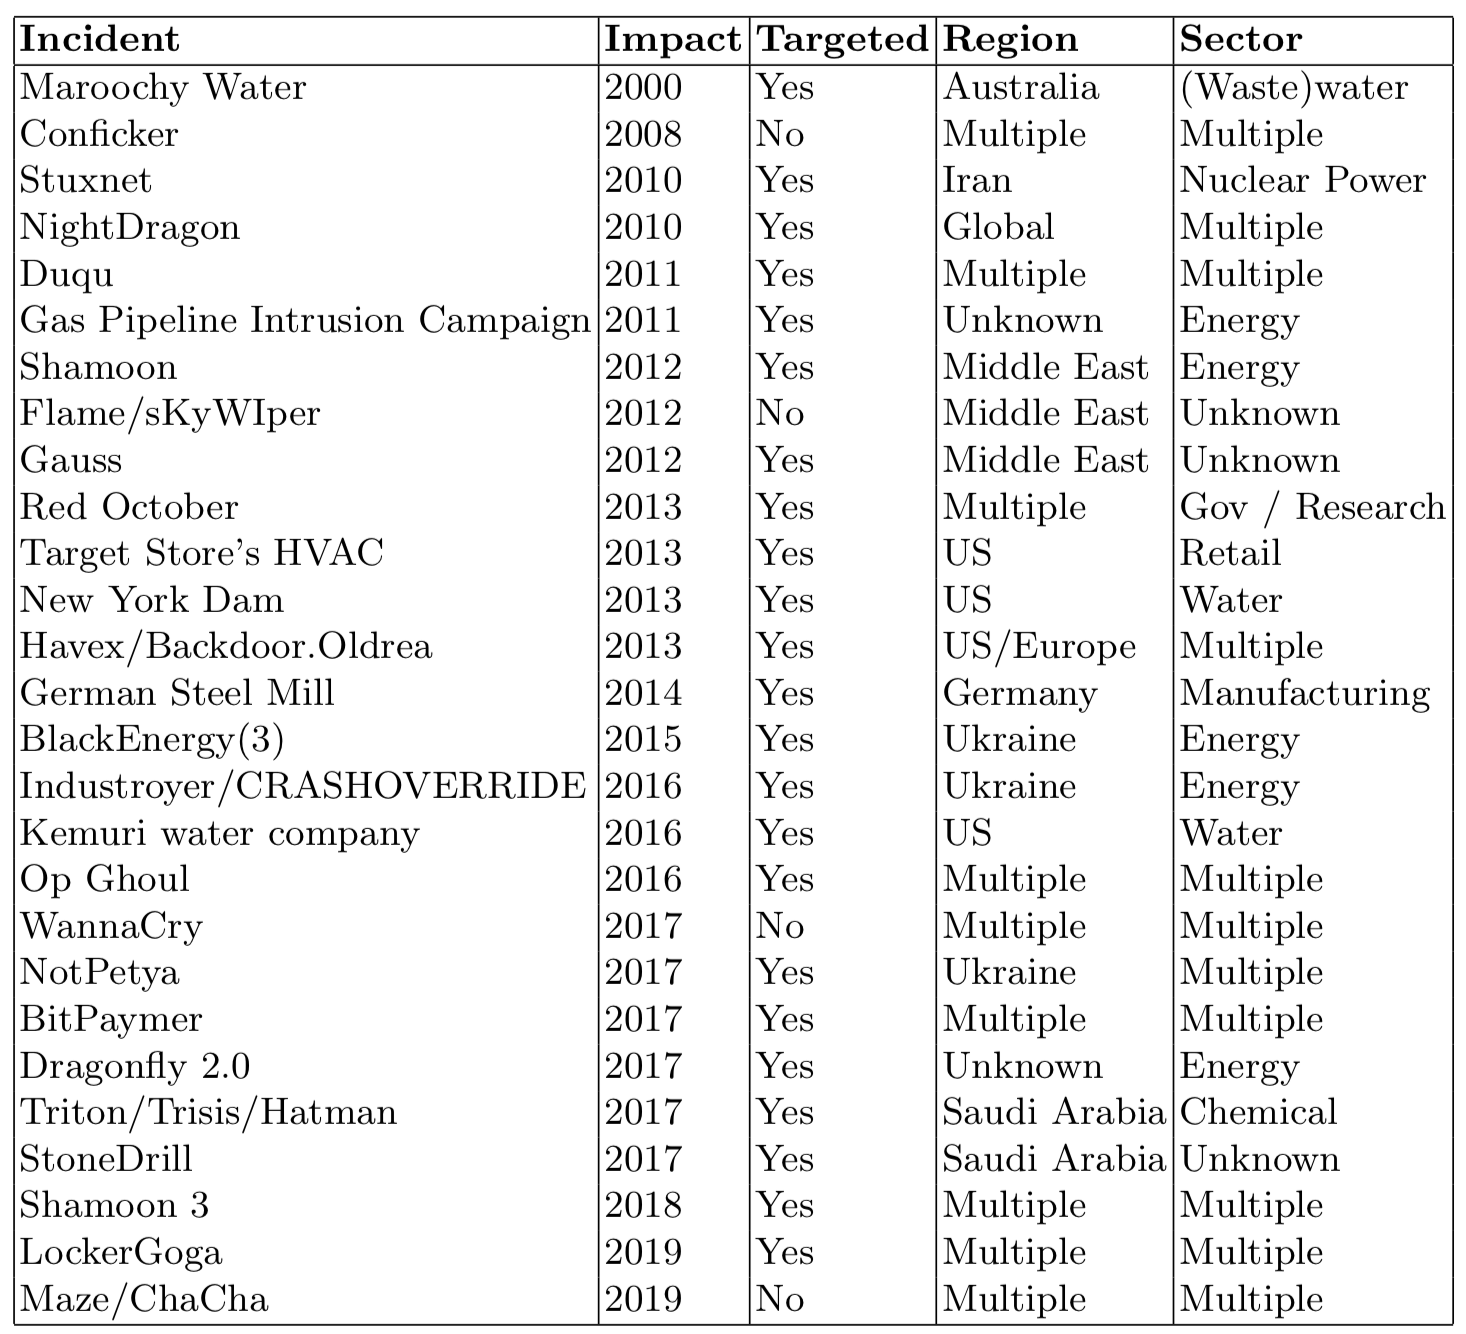 Incident Impact Targeted Region Sector
Maroochy Water 2000 Yes Australia (Waste)water
Conficker 2008 No Multiple Multiple
Stuxnet 2010 Yes Iran Nuclear Power
NightDragon 2010 Yes Global Multiple
Duqu 2011 Yes Multiple Multiple
Gas Pipeline Intrusion Campaign 2011 Yes Unknown Energy
Shamoon 2012 Yes Middle East Energy
Flame/sKyWIper 2012 No Middle East Unknown
Gauss 2012 Yes Middle East Unknown
Red October 2013 Yes Multiple Gov / Research
Target Store's HVAC 2013 Yes US Retail
New York Dam 2013 Yes US Water
Havex/Backdoor.Oldrea 2013 Yes US/Europe Multiple
German Steel Mill 2014 Yes Germany Manufacturing
BlackEnergy(3) 2015 Yes Ukraine Energy
Industroyer/CRASHOVERRIDE 2016 Yes Ukraine Energy
Kemuri water company 2016 Yes US Water
Op Ghoul 2016 Yes Multiple Multiple
WannaCry 2017 No Multiple Multiple
NotPetya 2017 Yes Ukraine Multiple
BitPaymer 2017 Yes Multiple Multiple
Dragonfly 2.0 2017 Yes Unknown Energy
Triton/Trisis/Hatman 2017 Yes Saudi Arabia Chemical
StoneDrill 2017 Yes Saudi Arabia Unknown
Shamoon 3 2018 Yes Multiple Multiple
LockerGoga 2019 Yes Multiple Multiple
Maze/ChaCha 2019 No Multiple Multiple